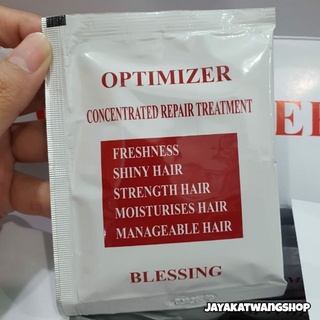 OPTIMIZER
CONCENTRATED REPAIR TREATMENT
FRESHNESS
SHINY HAIR
STRENGTH HAIR
MOISTURISES HAIR
MANAGEABLE HAIR
BLESSING
JAYAKATWANGSHOP